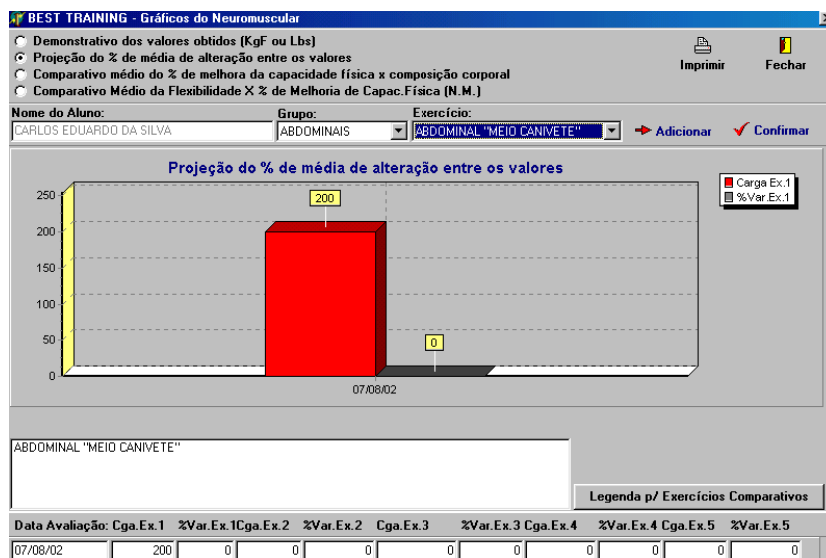 BEST TRAINING - Gráficos do Neuromuscular
Demonstrativo dos valores obtidos (KgF ou Lbs)
Projeção do % de média de alteração entre os valores
Comparativo médio do % de melhora da capacidade física x composição corporal
Comparativo Médio da Flexibilidade X % de Melhoria de Capac.Física (N.M.)
Imprimir Fechar
Nome do Aluno: Grupo: Exercício:
CARLOS EDUARDO DA SILVA ABDOMINAIS ABDOMINAL "MEIO CANIVETE" Adicionar Confirmar
Projeção do % de média de alteração entre os valores
Carga Ex.1
%Var.Ex.1
250
200
150
100
50
0
200
0
07/08/02
ABDOMINAL "MEIO CANIVETE"
Legenda p/ Exercícios Comparativos
Data Avaliação: Cga.Ex.1 %Var.Ex.1 Cga.Ex.2 %Var.Ex.2 Cga.Ex.3 %Var.Ex.3 Cga.Ex.4 %Var.Ex.4 Cga.Ex.5 %Var.Ex.5
07/08/02 200 0 0 0 0 0 0 0 0 0